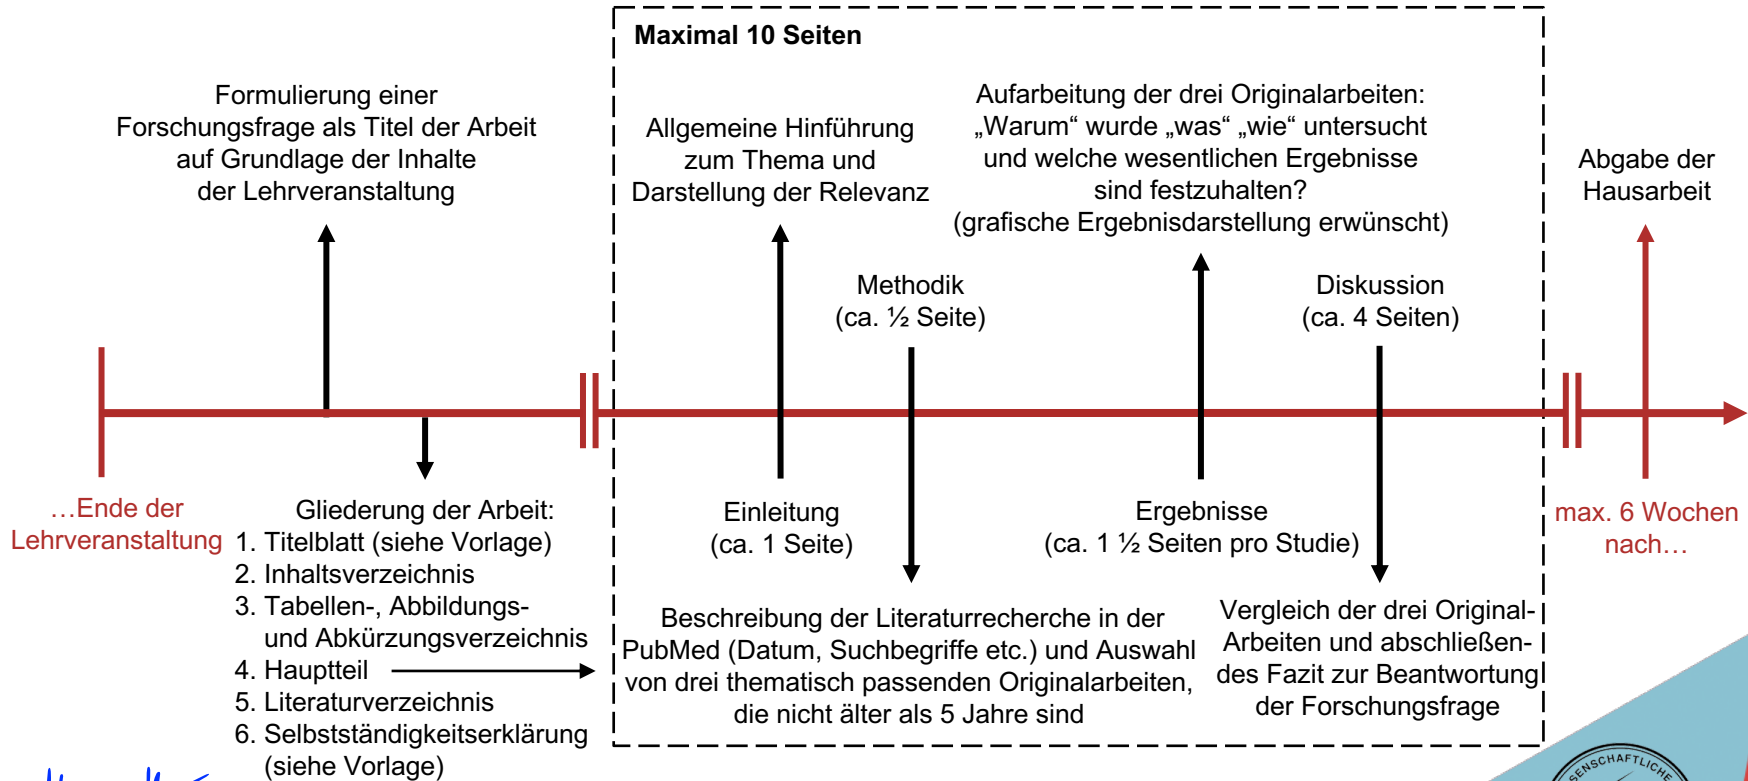 Maximal 10 Seiten
Formulierung einer
Forschungsfrage als Titel der Arbeit
auf Grundlage der Inhalte
der Lehrveranstaltung
Allgemeine Hinführung
zum Thema und
Darstellung der Relevanz
Aufarbeitung der drei Originalarbeiten:
„Warum“ wurde „was“ „wie“ untersucht
und welche wesentlichen Ergebnisse
sind festzuhalten?
(grafische Ergebnisdarstellung erwünscht)
Abgabe der
Hausarbeit
Methodik
(ca. ½ Seite)
Diskussion
(ca. 4 Seiten)
…Ende der
Lehrveranstaltung
Gliederung der Arbeit:
1. Titelblatt (siehe Vorlage)
2. Inhaltsverzeichnis
3. Tabellen-, Abbildungs-
und Abkürzungsverzeichnis
4. Hauptteil
5. Literaturverzeichnis
6. Selbstständigkeitserklärung
(siehe Vorlage)
Einleitung
(ca. 1 Seite)
Ergebnisse
(ca. 1 ½ Seiten pro Studie)
max. 6 Wochen
nach…
Beschreibung der Literaturrecherche in der
PubMed (Datum, Suchbegriffe etc.) und Auswahl
von drei thematisch passenden Originalarbeiten,
die nicht älter als 5 Jahre sind
Vergleich der drei Original-
Arbeiten und abschließen-
des Fazit zur Beantwortung
der Forschungsfrage